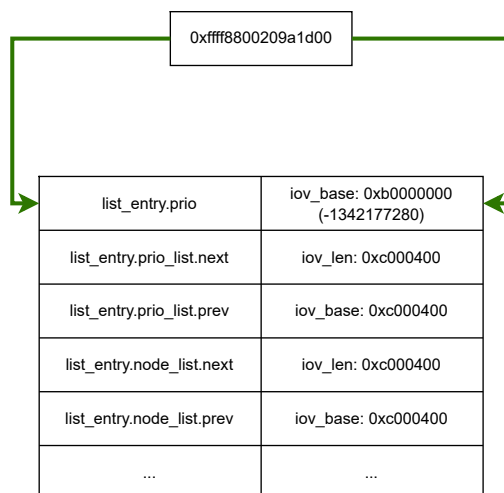 0xffff8800209a1d00
list_entry.prio
iov_base: 0xb0000000
(-1342177280)
list_entry.prio_list.next
iov_len: 0xc000400
list_entry.prio_list.prev
iov_base: 0xc000400
list_entry.node_list.next
iov_len: 0xc000400
list_entry.node_list.prev
iov_base: 0xc000400
...
...